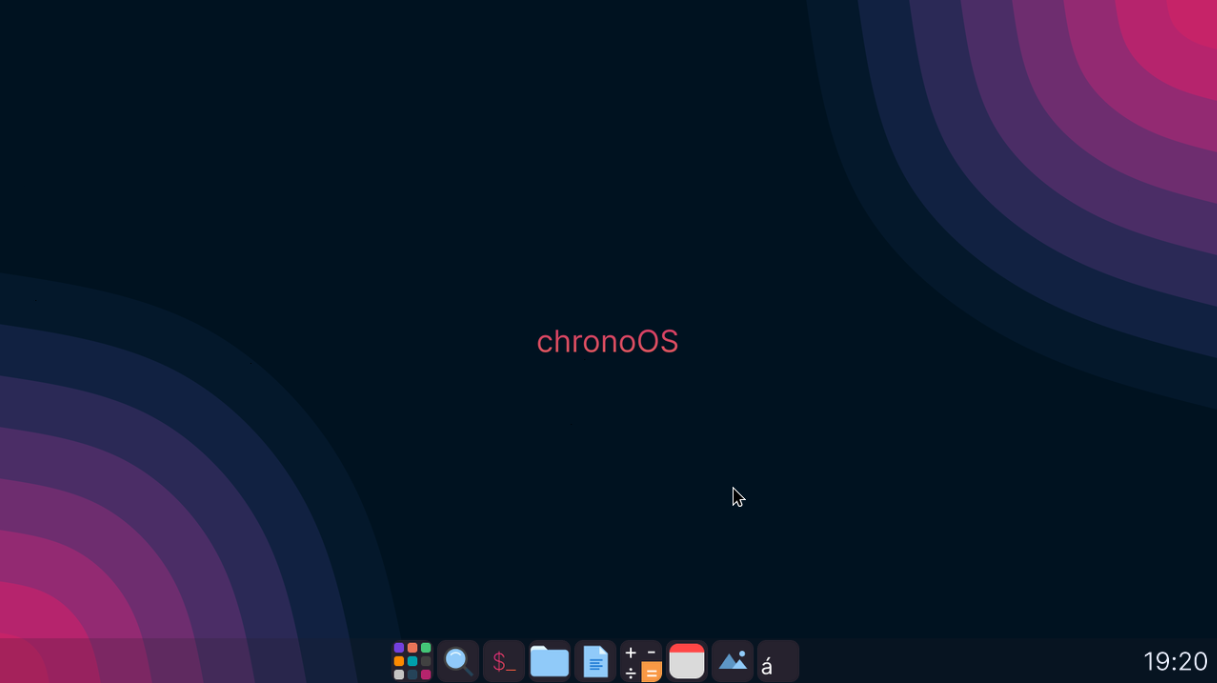 chronoOS
$_
+ -
÷ =
á
19:20